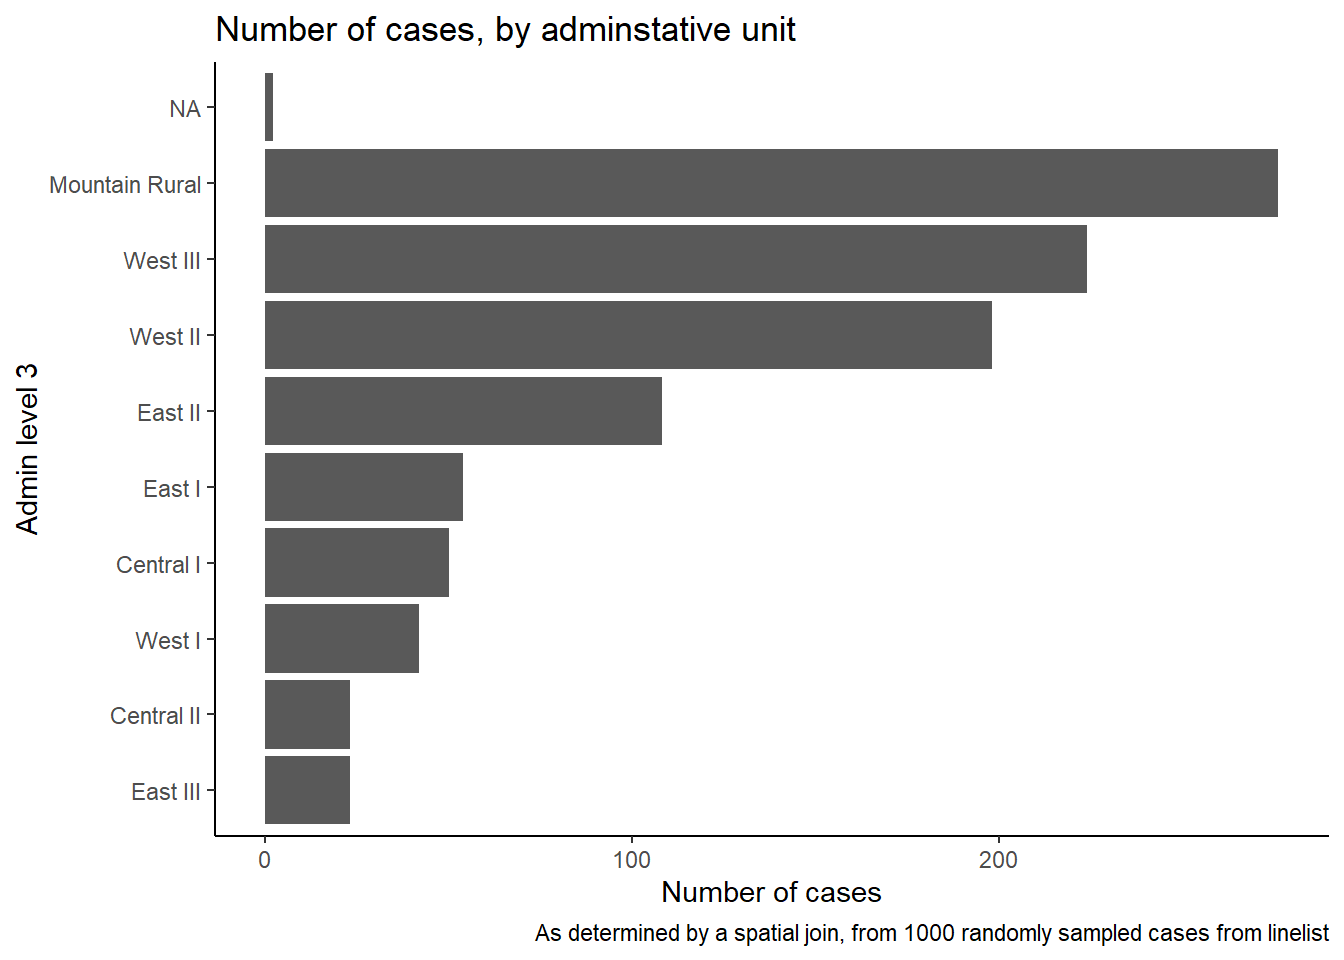 Number of cases, by adminstative unit
NA
Mountain Rural
West III
West II
East II
East I
Central I
West I
Central II
East III
Admin level 3
0
100
200
Number of cases
As determined by a spatial join, from 1000 randomly sampled cases from linelist